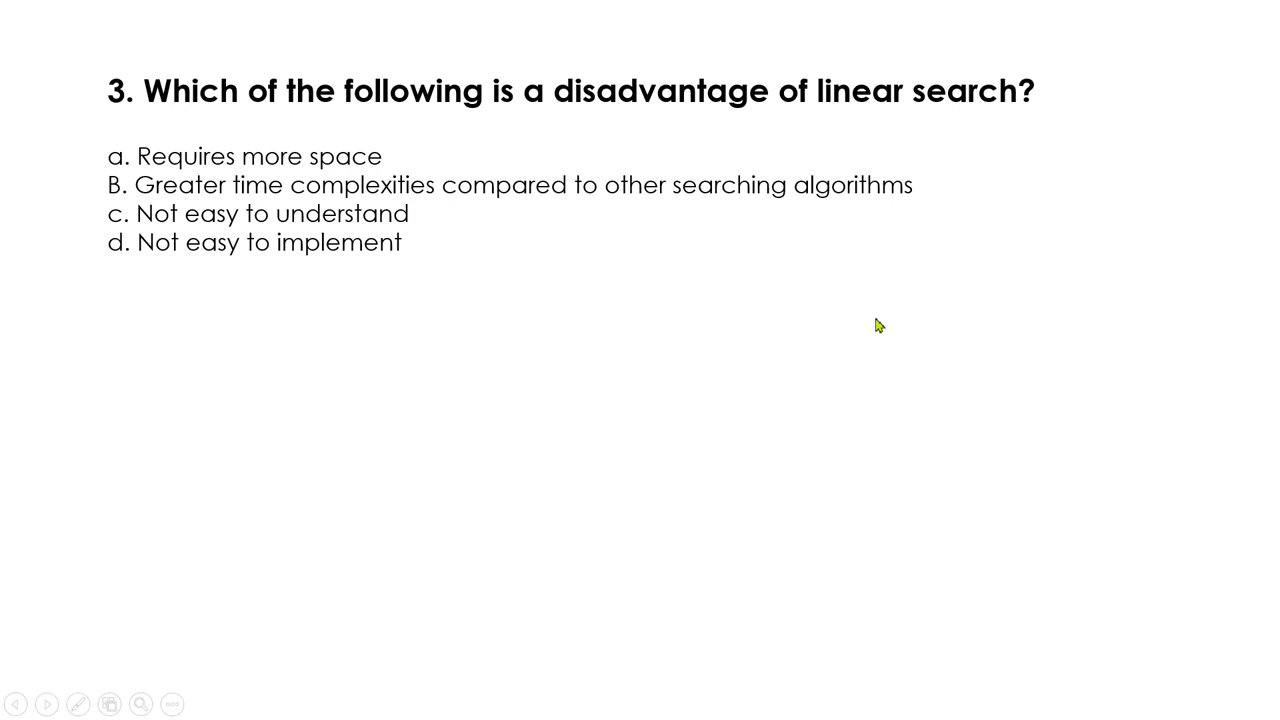 3. Which of the following is a disadvantage of linear search?
a. Requires more space
B. Greater time complexities compared to other searching algorithms
c. Not easy to understand
d. Not easy to implement